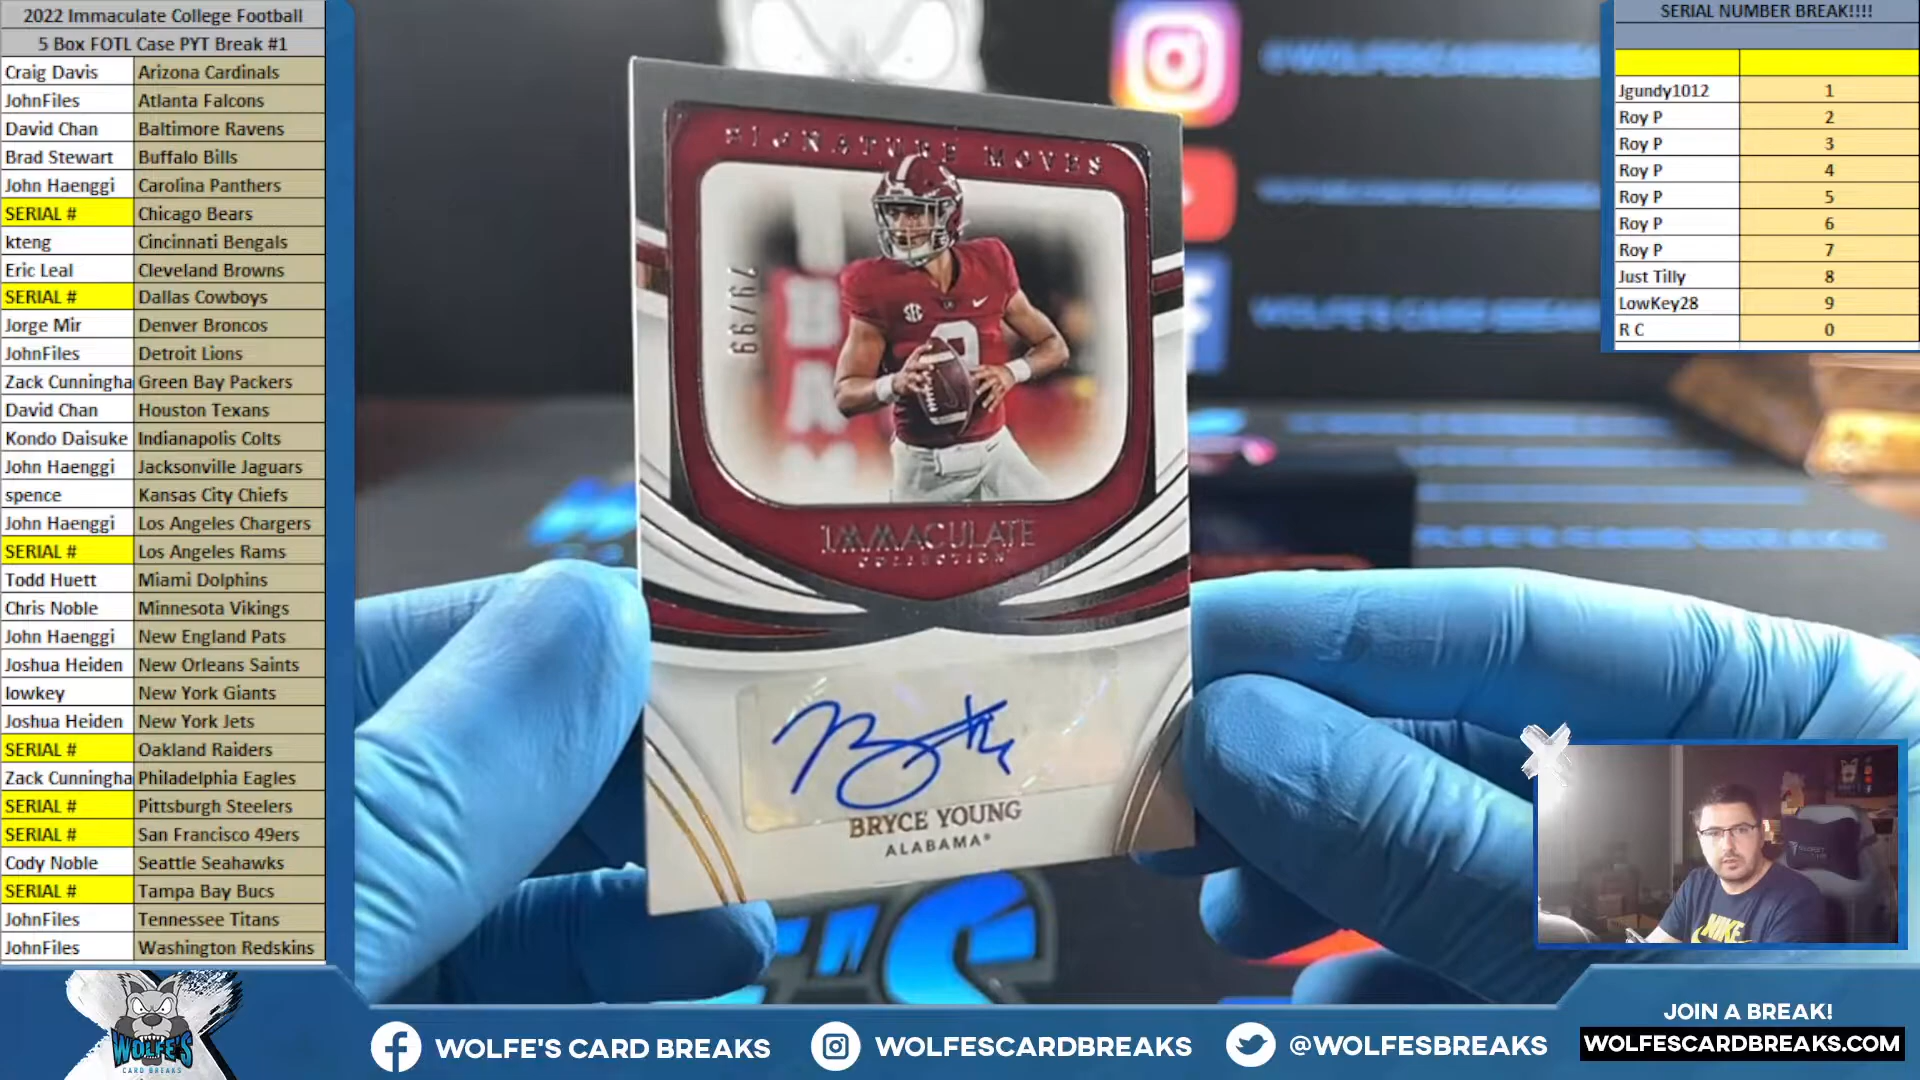 2022 Immaculate College Football
5 Box FOTL Case PYT Break #1
Craig Davis Arizona Cardinals
JohnFiles Atlanta Falcons
David Chan Baltimore Ravens
Brad Stewart Buffalo Bills
John Haenggi Carolina Panthers
SERIAL # Chicago Bears
kteng Cincinnati Bengals
Eric Leal Cleveland Browns
SERIAL # Dallas Cowboys
Jorge Mir Denver Broncos
JohnFiles Detroit Lions
Zack Cunningha Green Bay Packers
David Chan Houston Texans
Kondo Daisuke Indianapolis Colts
John Haenggi Jacksonville Jaguars
spence Kansas City Chiefs
John Haenggi Los Angeles Chargers
SERIAL # Los Angeles Rams
Todd Huett Miami Dolphins
Chris Noble Minnesota Vikings
John Haenggi New England Pats
Joshua Heiden New Orleans Saints
lowkey New York Giants
Joshua Heiden New York Jets
SERIAL # Oakland Raiders
Zack Cunningha Philadelphia Eagles
SERIAL # Pittsburgh Steelers
SERIAL # San Francisco 49ers
Cody Noble Seattle Seahawks
SERIAL # Tampa Bay Bucs
JohnFiles Tennessee Titans
JohnFiles Washington Redskins
SERIAL NUMBER BREAK!!!!
Jgundy1012 1
Roy P 2
Roy P 3
Roy P 4
Roy P 5
Roy P 6
Roy P 7
Just Tilly 8
LowKey28 9
R C 0
@WOLFESCARDBREAKS
WOLFE'S CARD BREAKS
SIGNATURE MOVES
79/99
SEC
IMMACULATE
COLLECTION
BRYCE YOUNG
ALABAMA®
NIKE
WOLFE'S
CARD BREAKS
WOLFE'S CARD BREAKS
WOLFESCARDBREAKS
@WOLFESBREAKS
JOIN A BREAK!
WOLFESCARDBREAKS.COM